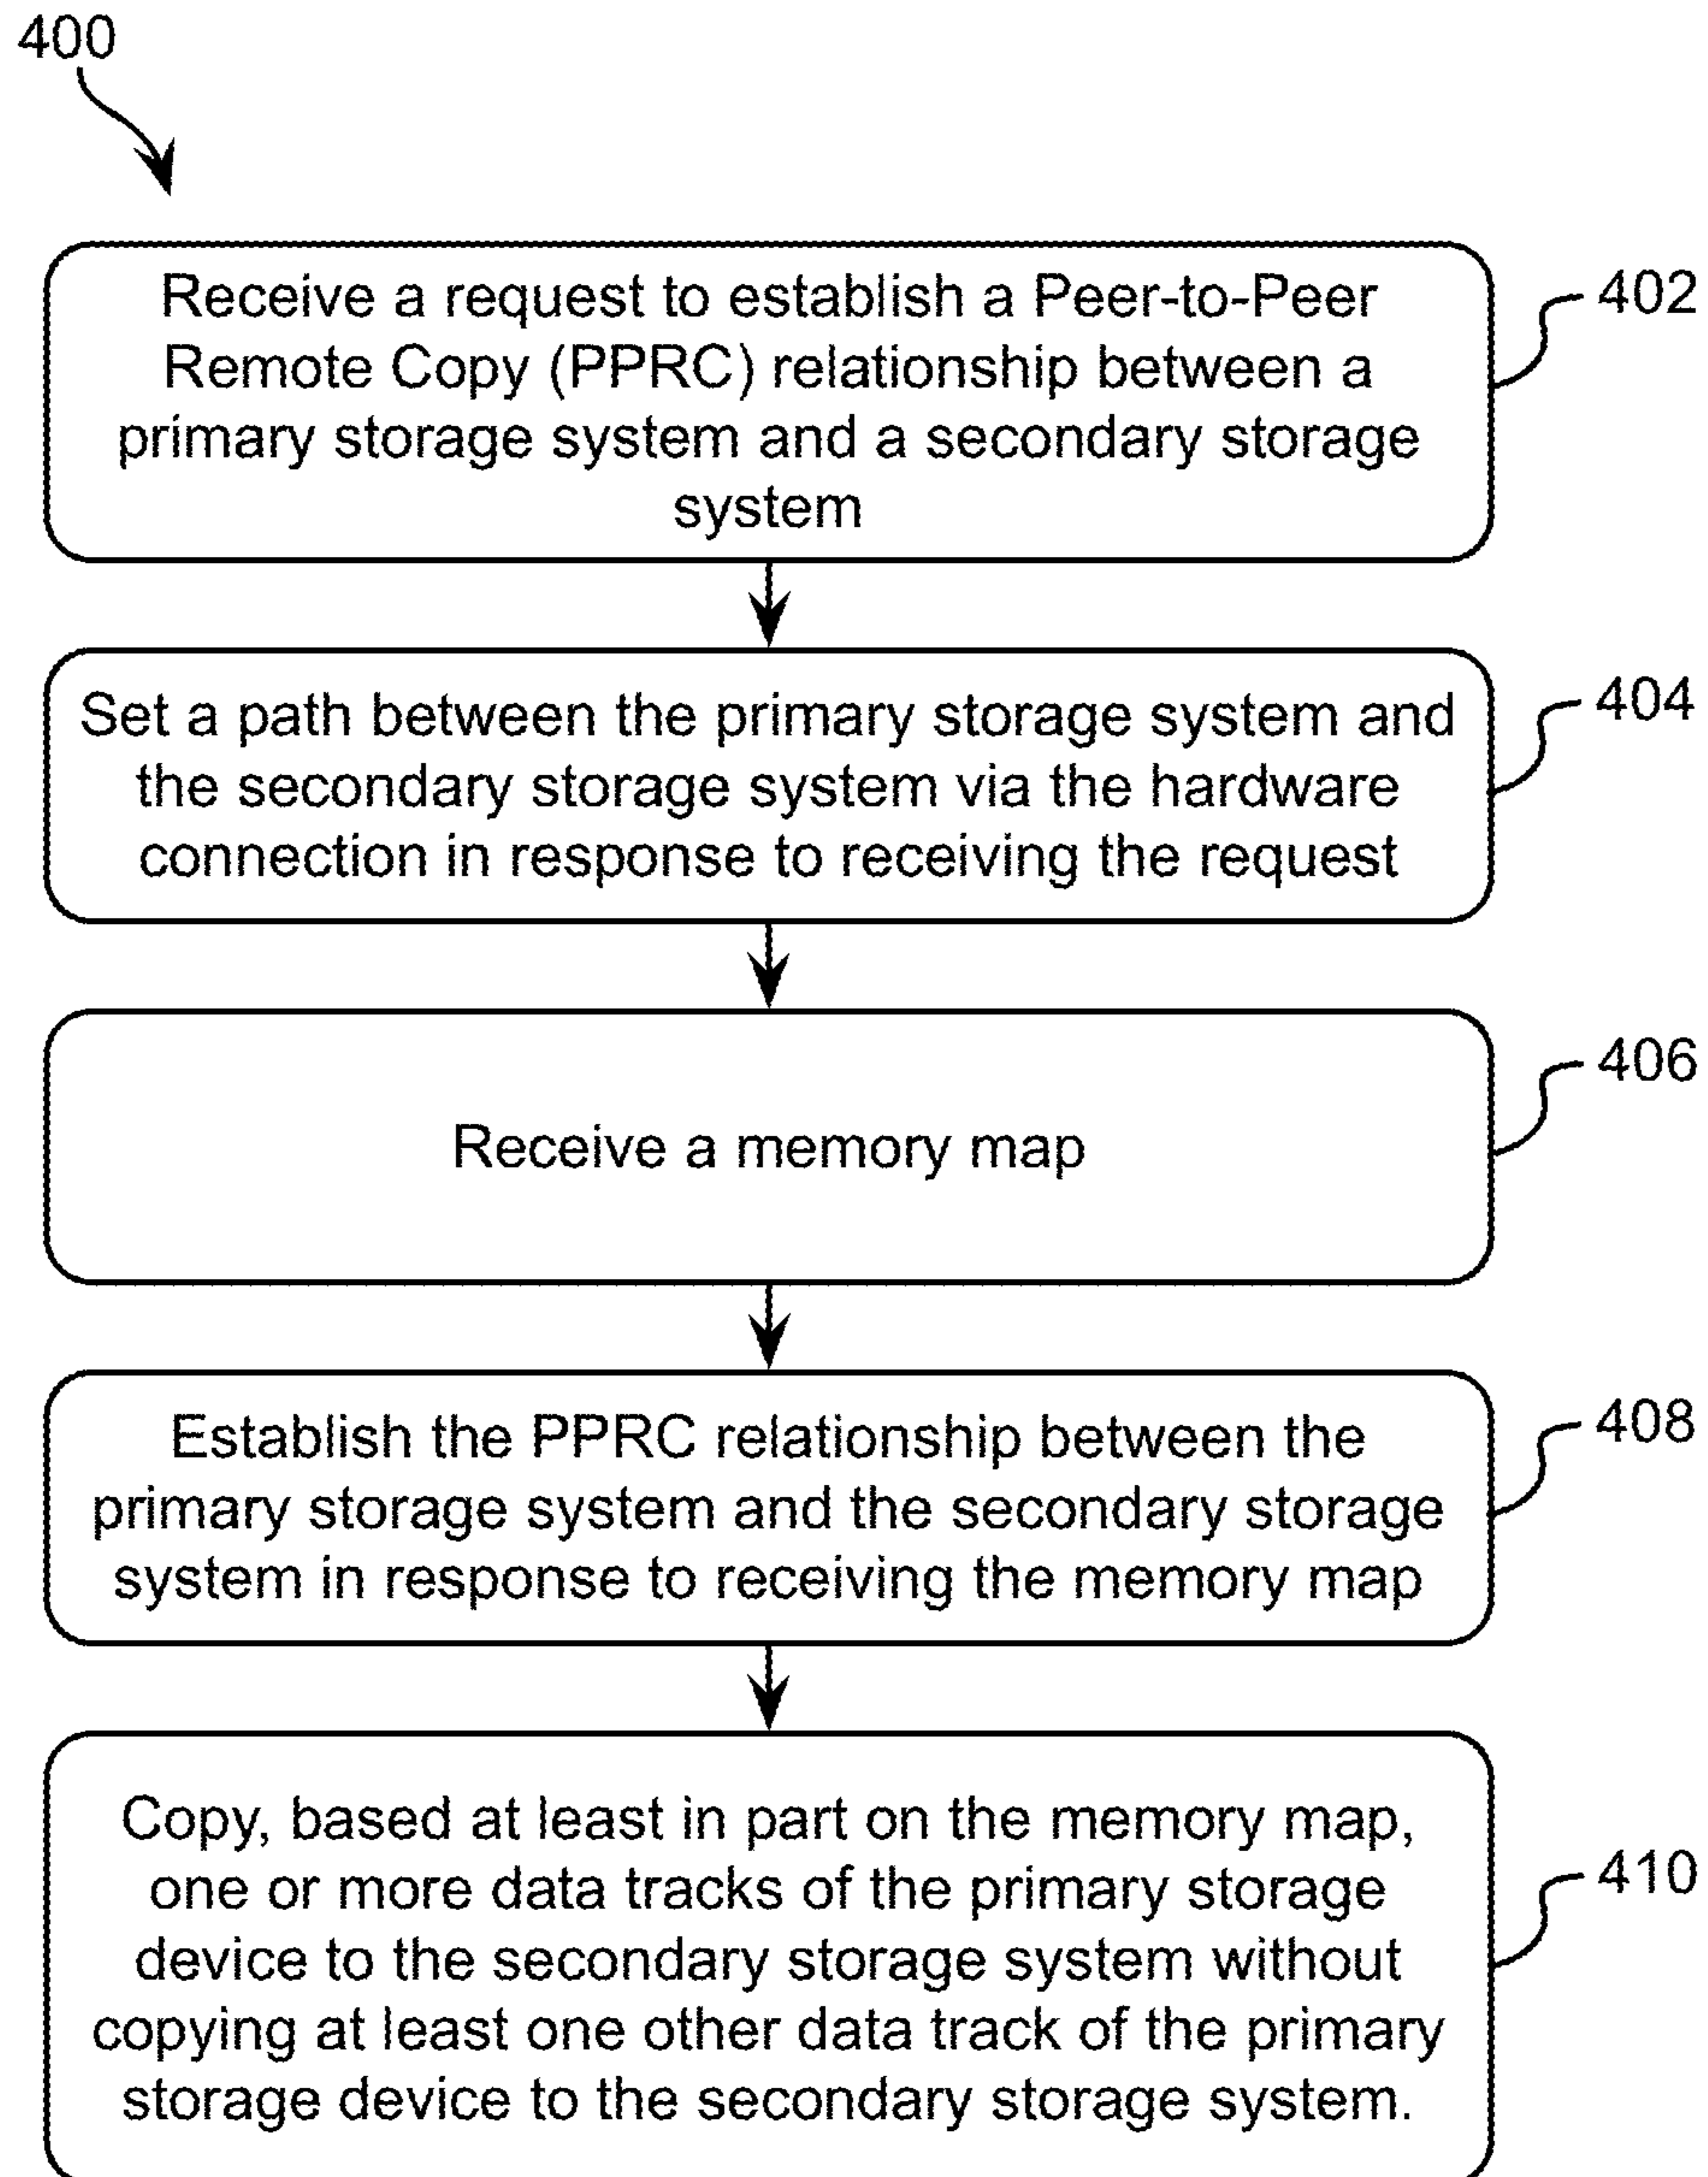 400
Receive a request to establish a Peer-to-Peer
Remote Copy (PPRC) relationship between a
primary storage system and a secondary storage
system
402
Set a path between the primary storage system and
the secondary storage system via the hardware
connection in response to receiving the request
404
Receive a memory map
406
Establish the PPRC relationship between the
primary storage system and the secondary storage
system in response to receiving the memory map
408
Copy, based at least in part on the memory map,
one or more data tracks of the primary storage
device to the secondary storage system without
copying at least one other data track of the primary
storage device to the secondary storage system.
410